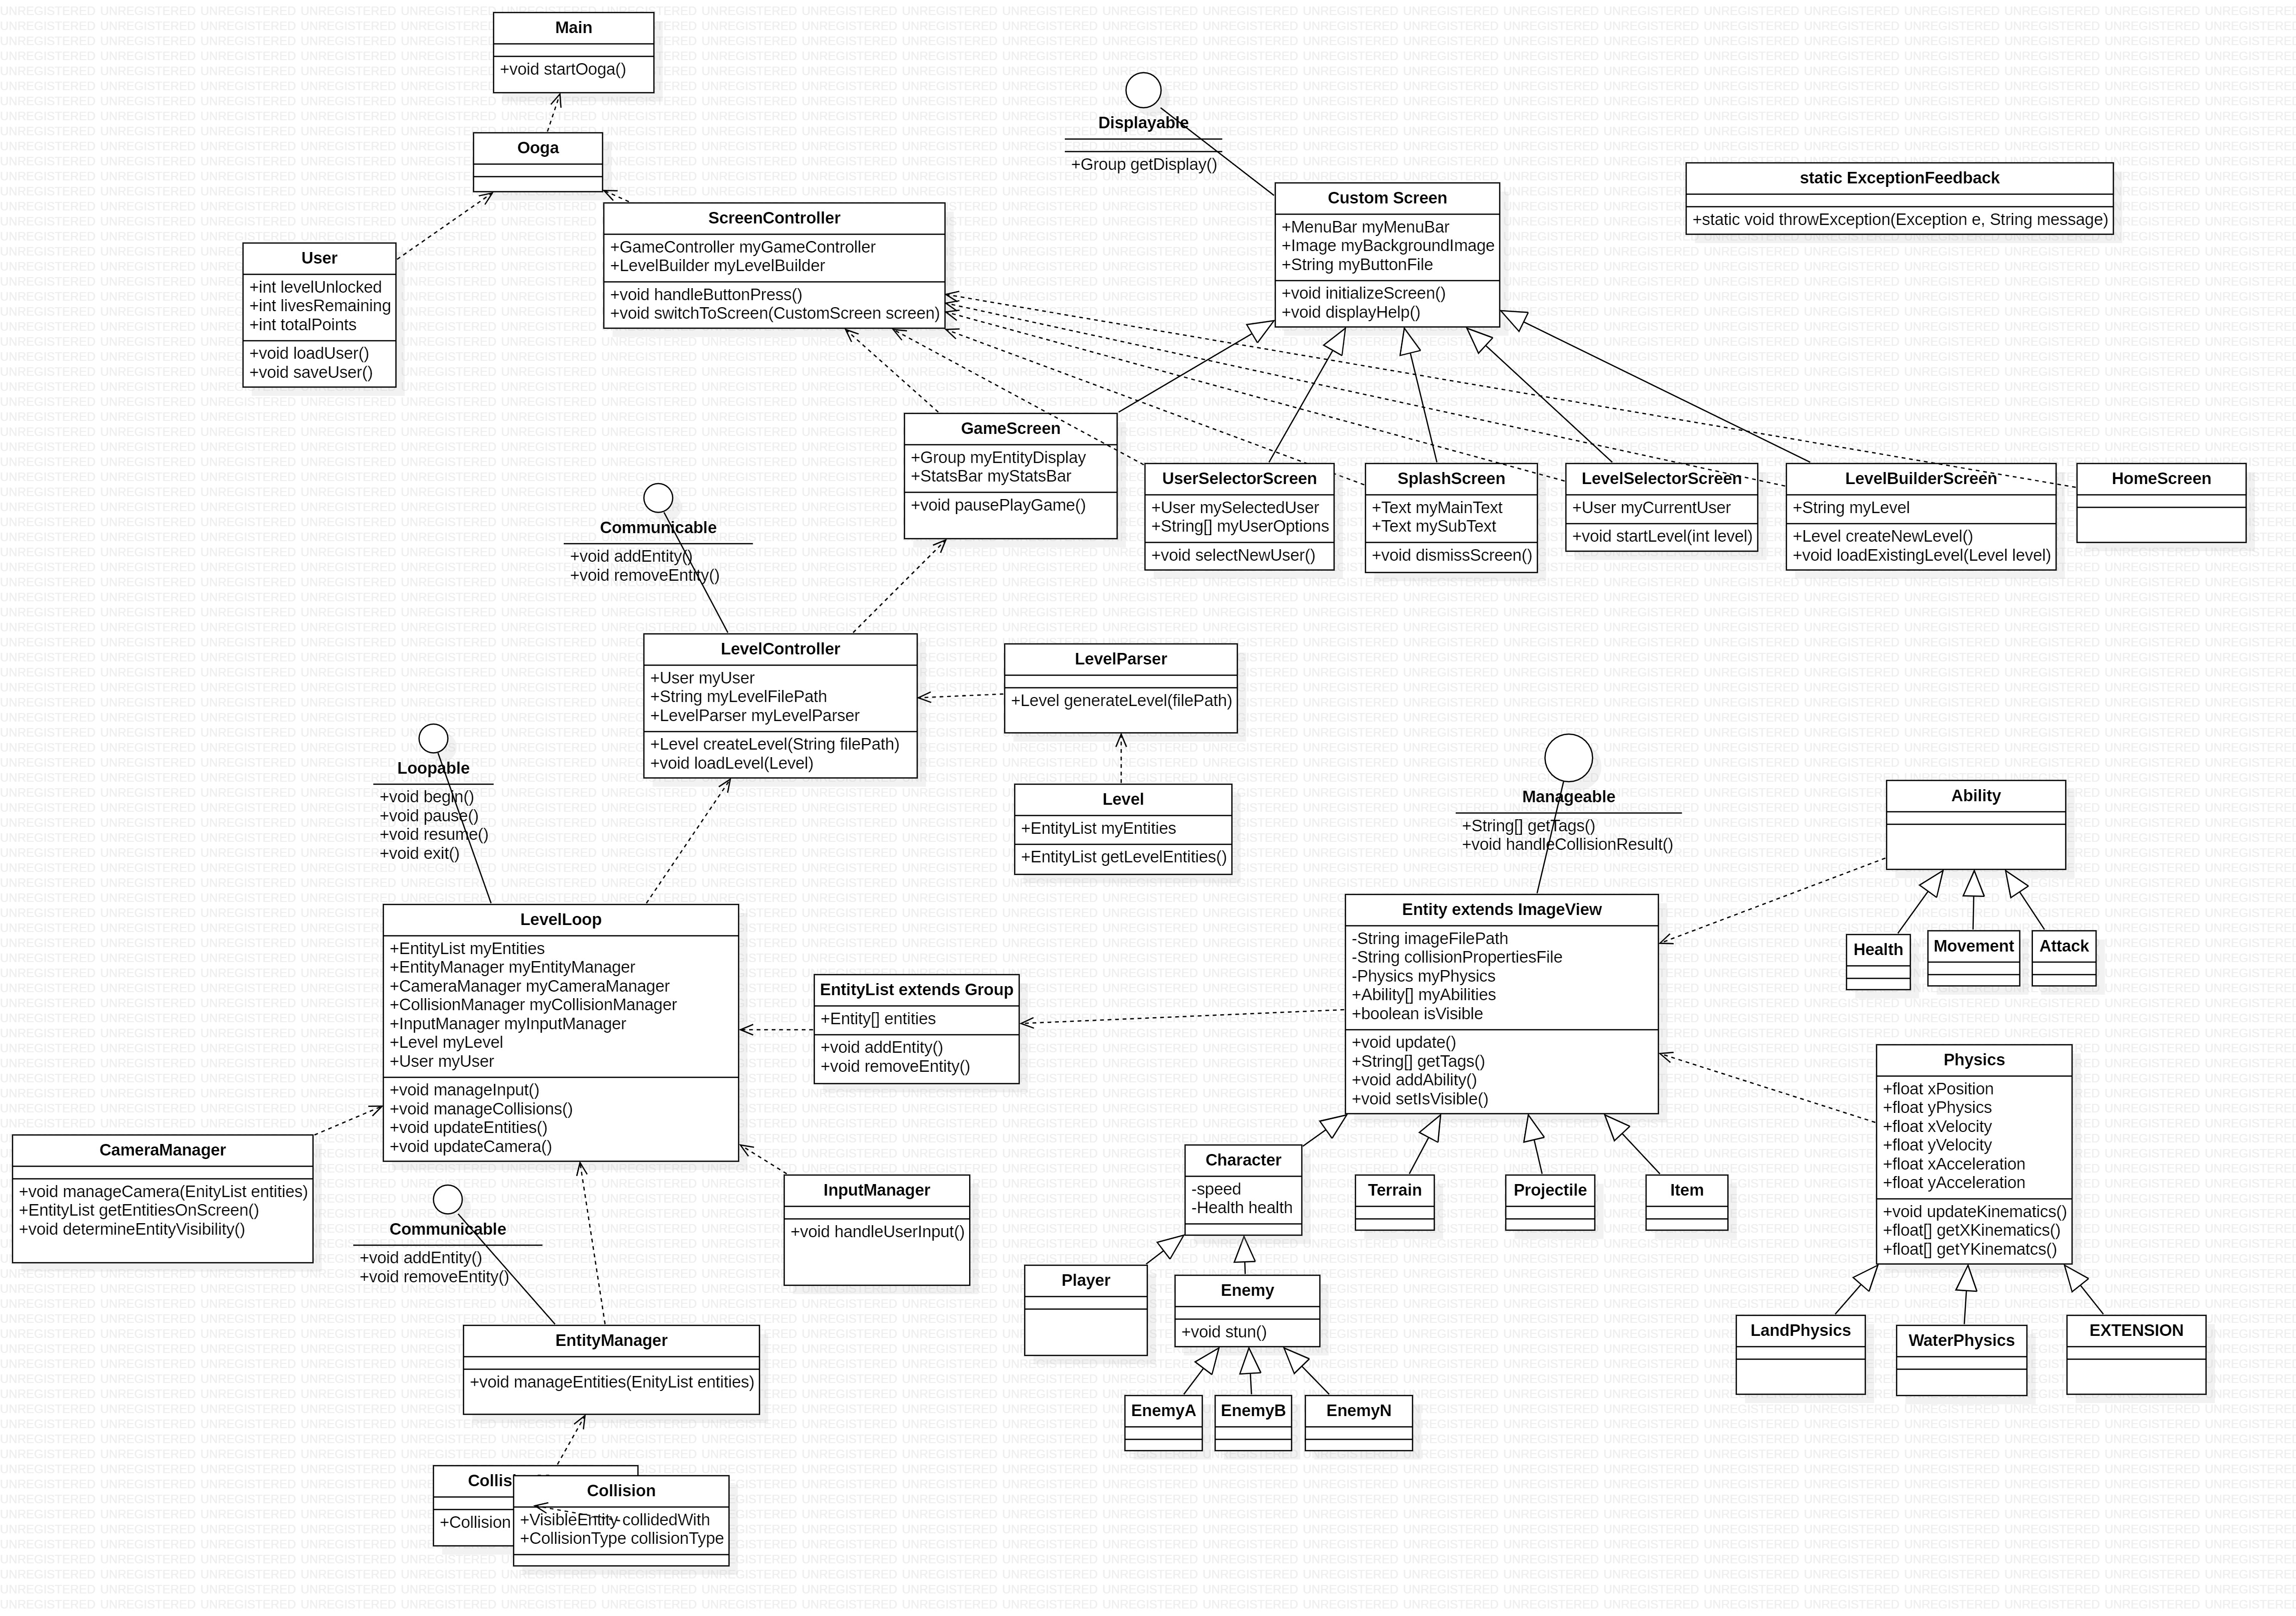 Main
+void startOoga()
Ooga
User
+int levelUnlocked
+int livesRemaining
+int totalPoints
+void loadUser()
+void saveUser()
ScreenController
+GameController myGameController
+LevelBuilder myLevelBuilder
+void handleButtonPress()
+void switchToScreen(CustomScreen screen)
Displayable
+Group getDisplay()
Custom Screen
+MenuBar myMenuBar
+Image myBackgroundImage
+String myButtonFile
+void initializeScreen()
+void displayHelp()
static ExceptionFeedback
+static void throwException(Exception e, String message)
GameScreen
+Group myEntityDisplay
+StatsBar myStatsBar
+void pausePlayGame()
UserSelectorScreen
+User mySelectedUser
+String[] myUserOptions
+void selectNewUser()
SplashScreen
+Text myMainText
+Text mySubText
+void dismissScreen()
LevelSelectorScreen
+User myCurrentUser
+void startLevel(int level)
LevelBuilderScreen
+String myLevel
+Level createNewLevel()
+void loadExistingLevel(Level level)
HomeScreen
Communicable
+void addEntity()
+void removeEntity()
LevelController
+User myUser
+String myLevelFilePath
+LevelParser myLevelParser
+Level createLevel(String filePath)
+void loadLevel(Level)
LevelParser
+Level generateLevel(filePath)
Level
+EntityList myEntities
+EntityList getLevelEntities()
Loopable
+void begin()
+void pause()
+void resume()
+void exit()
LevelLoop
+EntityList myEntities
+EntityManager myEntityManager
+CameraManager myCameraManager
+CollisionManager myCollisionManager
+InputManager myInputManager
+Level myLevel
+User myUser
+void manageInput()
+void manageCollisions()
+void updateEntities()
+void updateCamera()
EntityList extends Group
+Entity[] entities
+void addEntity()
+void removeEntity()
Manageable
+String[] getTags()
+void handleCollisionResult()
Entity extends ImageView
-String imageFilePath
-String collisionPropertiesFile
-Physics myPhysics
+Ability[] myAbilities
+boolean isVisible
+void update()
+String[] getTags()
+void addAbility()
+void setIsVisible()
Ability
Health
Movement
Attack
Physics
+float xPosition
+float yPhysics
+float xVelocity
+float yVelocity
+float xAcceleration
+float yAcceleration
+void updateKinematics()
+float[] getXKinematics()
+float[] getYKinematcs()
LandPhysics
WaterPhysics
EXTENSION
CameraManager
+void manageCamera(EnityList entities)
+EntityList getEntitiesOnScreen()
+void determineEntityVisibility()
Communicable
+void addEntity()
+void removeEntity()
InputManager
+void handleUserInput()
Character
-speed
-Health health
Terrain
Projectile
Item
Player
Enemy
+void stun()
EnemyA
EnemyB
EnemyN
EntityManager
+void manageEntities(EnityList entities)
+Collision
Collision
+VisibleEntity collidedWith
+CollisionType collisionType